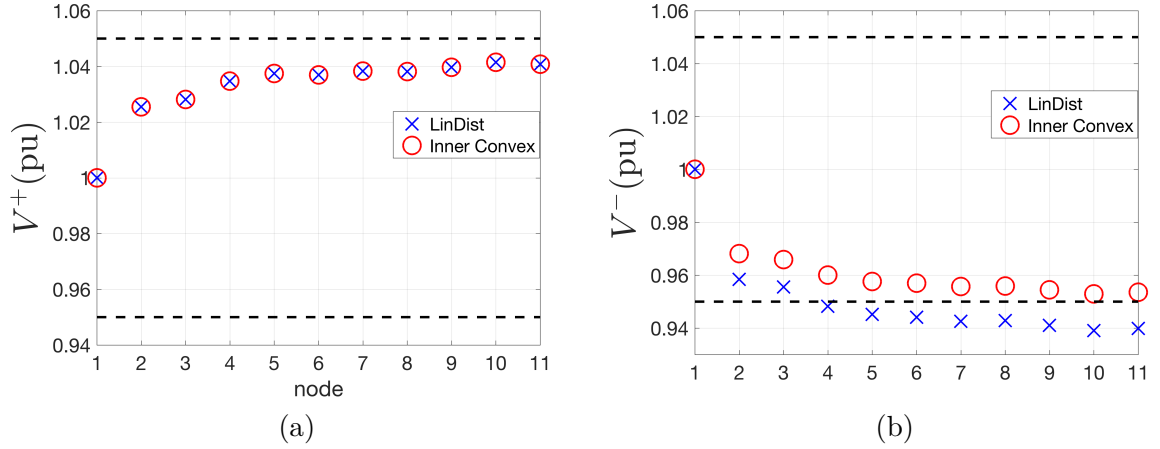 1.06
1.04
1.02
1
0.98
0.96
0.94
V⁺(pu)
LinDist
Inner Convex
1 2 3 4 5 6 7 8 9 10 11
node
(a)
1.06
1.04
1.02
1
0.98
0.96
0.94
V⁻(pu)
LinDist
Inner Convex
1 2 3 4 5 6 7 8 9 10 11
(b)